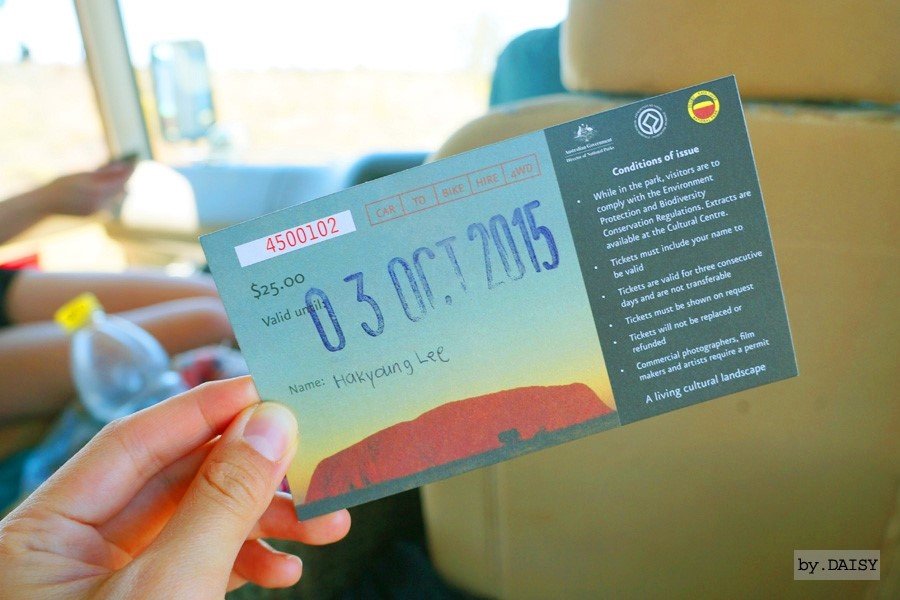 4500102
CAR TO BIKE HIRE 4WD
$25.00
Valid until:
03 OCT 2015
Name: Hakyoung Lee
Australian Government
Director of National Parks
Conditions of issue
• While in the park, visitors are to
comply with the Environment
Protection and Biodiversity
Conservation Regulations. Extracts are
available at the Cultural Centre.
• Tickets must include your name to
be valid
• Tickets are valid for three consecutive
days and are not transferable
• Tickets must be shown on request
• Tickets will not be replaced or
refunded
• Commercial photographers, film
makers and artists require a permit
A living cultural landscape
by.DAISY